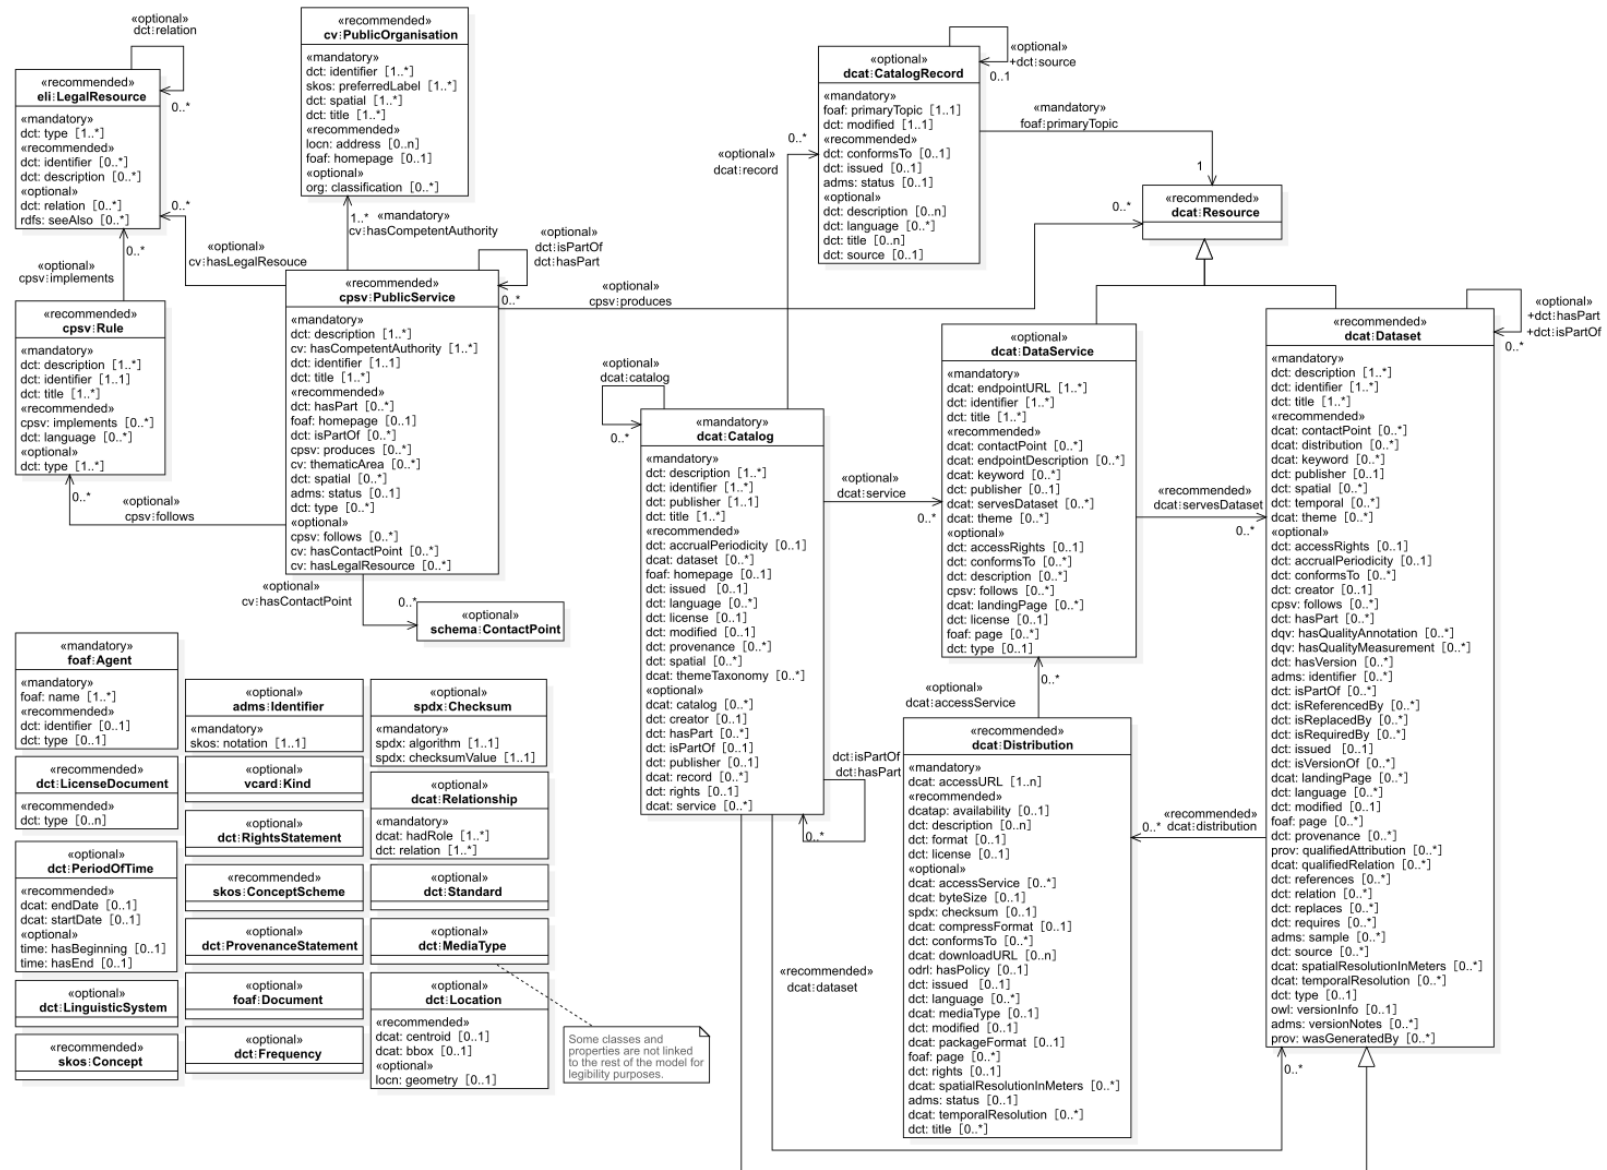 «optional»
dct⁝relation
0..*
«recommended»
eli⁝LegalResource
«mandatory»
dct: type [1..*]
«recommended»
dct: identifier [0..*]
dct: description [0..*]
«optional»
dct: relation [0..*]
rdfs: seeAlso [0..*]
«recommended»
cv⁝PublicOrganisation
«mandatory»
dct: identifier [1..*]
skos: preferredLabel [1..*]
dct: spatial [1..*]
dct: title [1..*]
«recommended»
locn: address [0..n]
foaf: homepage [0..1]
«optional»
org: classification [0..*]
«optional»
dcat⁝CatalogRecord
«mandatory»
foaf: primaryTopic [1..1]
dct: modified [1..1]
«recommended»
dct: conformsTo [0..1]
dct: issued [0..1]
adms: status [0..1]
«optional»
dct: description [0..n]
dct: language [0..*]
dct: title [0..n]
dct: source [0..1]
«optional»
+dct⁝source
0..1
«mandatory»
foaf⁝primaryTopic
1
«recommended»
dcat⁝Resource
0..*
«optional»
dcat⁝record
0..*
0..*
«optional»
cv⁝hasLegalResouce
1..*
«mandatory»
cv⁝hasCompetentAuthority
«optional»
dct⁝isPartOf
dct⁝hasPart
0..*
«optional»
cpsv⁝produces
«optional»
cpsv⁝implements
0..*
«recommended»
cpsv⁝Rule
«mandatory»
dct: description [1..*]
dct: identifier [1..1]
dct: title [1..*]
«recommended»
cpsv: implements [0..*]
dct: language [0..*]
«optional»
dct: type [1..*]
0..*
«optional»
cpsv⁝follows
«recommended»
cpsv⁝PublicService
«mandatory»
dct: description [1..*]
cv: hasCompetentAuthority [1..*]
dct: identifier [1..1]
dct: title [1..*]
«recommended»
dct: hasPart [0..*]
foaf: homepage [0..1]
dct: isPartOf [0..*]
cpsv: produces [0..*]
cv: thematicArea [0..*]
dct: spatial [0..*]
adms: status [0..1]
dct: type [0..*]
«optional»
cpsv: follows [0..*]
cv: hasContactPoint [0..*]
cv: hasLegalResource [0..*]
«optional»
cv⁝hasContactPoint
0..*
«optional»
schema⁝ContactPoint
«optional»
dcat⁝catalog
0..*
«mandatory»
dcat⁝Catalog
«mandatory»
dct: description [1..*]
dct: identifier [1..*]
dct: publisher [1..1]
dct: title [1..*]
«recommended»
dct: accrualPeriodicity [0..1]
dcat: dataset [0..*]
foaf: homepage [0..1]
dct: issued [0..1]
dct: language [0..*]
dct: license [0..1]
dct: modified [0..1]
dct: provenance [0..*]
dct: spatial [0..*]
dcat: themeTaxonomy [0..*]
«optional»
dcat: catalog [0..*]
dct: creator [0..1]
dct: hasPart [0..*]
dct: isPartOf [0..1]
dct: publisher [0..1]
dcat: record [0..*]
dct: rights [0..1]
dcat: service [0..*]
dct⁝isPartOf
dct⁝hasPart
0..*
«optional»
dcat⁝service
0..*
«optional»
dcat⁝DataService
«mandatory»
dcat: endpointURL [1..*]
dct: identifier [1..*]
dct: title [1..*]
«recommended»
dcat: contactPoint [0..*]
dcat: endpointDescription [0..*]
dcat: keyword [0..*]
dct: publisher [0..1]
dcat: servesDataset [0..*]
dcat: theme [0..*]
«optional»
dct: accessRights [0..1]
dct: conformsTo [0..*]
dct: description [0..*]
cpsv: follows [0..*]
dcat: landingPage [0..*]
dct: license [0..1]
foaf: page [0..*]
dct: type [0..1]
«recommended»
dcat⁝servesDataset
0..*
«optional»
dcat⁝accessService
0..*
«recommended»
dcat⁝Distribution
«mandatory»
dcat: accessURL [1..n]
«recommended»
dcatap: availability [0..1]
dct: description [0..n]
dct: format [0..1]
dct: license [0..1]
«optional»
dcat: accessService [0..*]
dcat: byteSize [0..1]
spdx: checksum [0..1]
dcat: compressFormat [0..1]
dct: conformsTo [0..*]
dcat: downloadURL [0..n]
odrl: hasPolicy [0..1]
dct: issued [0..1]
dct: language [0..*]
dcat: mediaType [0..1]
dct: modified [0..1]
dcat: packageFormat [0..1]
foaf: page [0..*]
dct: rights [0..1]
dcat: spatialResolutionInMeters [0..*]
adms: status [0..1]
dcat: temporalResolution [0..*]
dct: title [0..*]
«recommended»
0..* dcat⁝distribution
«recommended»
dcat⁝dataset
0..*
«recommended»
dcat⁝Dataset
«mandatory»
dct: description [1..*]
dct: identifier [1..*]
dct: title [1..*]
«recommended»
dcat: contactPoint [0..*]
dcat: distribution [0..*]
dcat: keyword [0..*]
dct: publisher [0..1]
dct: spatial [0..*]
dct: temporal [0..*]
dcat: theme [0..*]
«optional»
dct: accessRights [0..1]
dct: accrualPeriodicity [0..1]
dct: conformsTo [0..*]
dct: creator [0..1]
cpsv: follows [0..*]
dct: hasPart [0..*]
dqv: hasQualityAnnotation [0..*]
dqv: hasQualityMeasurement [0..*]
dct: hasVersion [0..*]
adms: identifier [0..*]
dct: isPartOf [0..*]
dct: isReferencedBy [0..*]
dct: isReplacedBy [0..*]
dct: isRequiredBy [0..*]
dct: issued [0..1]
dct: isVersionOf [0..*]
dcat: landingPage [0..*]
dct: language [0..*]
dct: modified [0..1]
foaf: page [0..*]
dct: provenance [0..*]
prov: qualifiedAttribution [0..*]
dcat: qualifiedRelation [0..*]
dct: references [0..*]
dct: relation [0..*]
dct: replaces [0..*]
dct: requires [0..*]
adms: sample [0..*]
dct: source [0..*]
dcat: spatialResolutionInMeters [0..*]
dcat: temporalResolution [0..*]
dct: type [0..1]
owl: versionInfo [0..1]
adms: versionNotes [0..*]
prov: wasGeneratedBy [0..*]
«optional»
+dct⁝hasPart
+dct⁝isPartOf
0..*
«mandatory»
foaf⁝Agent
«mandatory»
foaf: name [1..*]
«recommended»
dct: identifier [0..1]
dct: type [0..1]
«recommended»
dct⁝LicenseDocument
«recommended»
dct: type [0..n]
«optional»
dct⁝PeriodOfTime
«recommended»
dcat: endDate [0..1]
dcat: startDate [0..1]
«optional»
time: hasBeginning [0..1]
time: hasEnd [0..1]
«optional»
dct⁝LinguisticSystem
«recommended»
skos⁝Concept
«optional»
adms⁝Identifier
«mandatory»
skos: notation [1..1]
«optional»
vcard⁝Kind
«optional»
dct⁝RightsStatement
«recommended»
skos⁝ConceptScheme
«optional»
dct⁝ProvenanceStatement
«optional»
foaf⁝Document
«optional»
dct⁝Frequency
«optional»
spdx⁝Checksum
«mandatory»
spdx: algorithm [1..1]
spdx: checksumValue [1..1]
«optional»
dcat⁝Relationship
«mandatory»
dcat: hadRole [1..*]
dct: relation [1..*]
«optional»
dct⁝Standard
«optional»
dct⁝MediaType
«optional»
dct⁝Location
«recommended»
dcat: centroid [0..1]
dcat: bbox [0..1]
«optional»
locn: geometry [0..1]
Some classes and
properties are not linked
to the rest of the model for
legibility purposes.